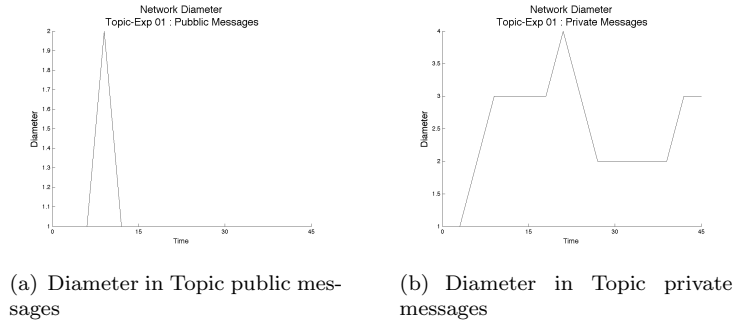 Network Diameter
Topic-Exp 01 : Pubblic Messages
2
1.9
1.8
1.7
1.6
1.5
1.4
1.3
1.2
1.1
1
Diameter
0
15
30
45
Time
Network Diameter
Topic-Exp 01 : Private Messages
4
3.5
3
2.5
2
1.5
1
Diameter
0
15
30
45
Time
(a) Diameter in Topic public mes-
sages
(b) Diameter in Topic private
messages